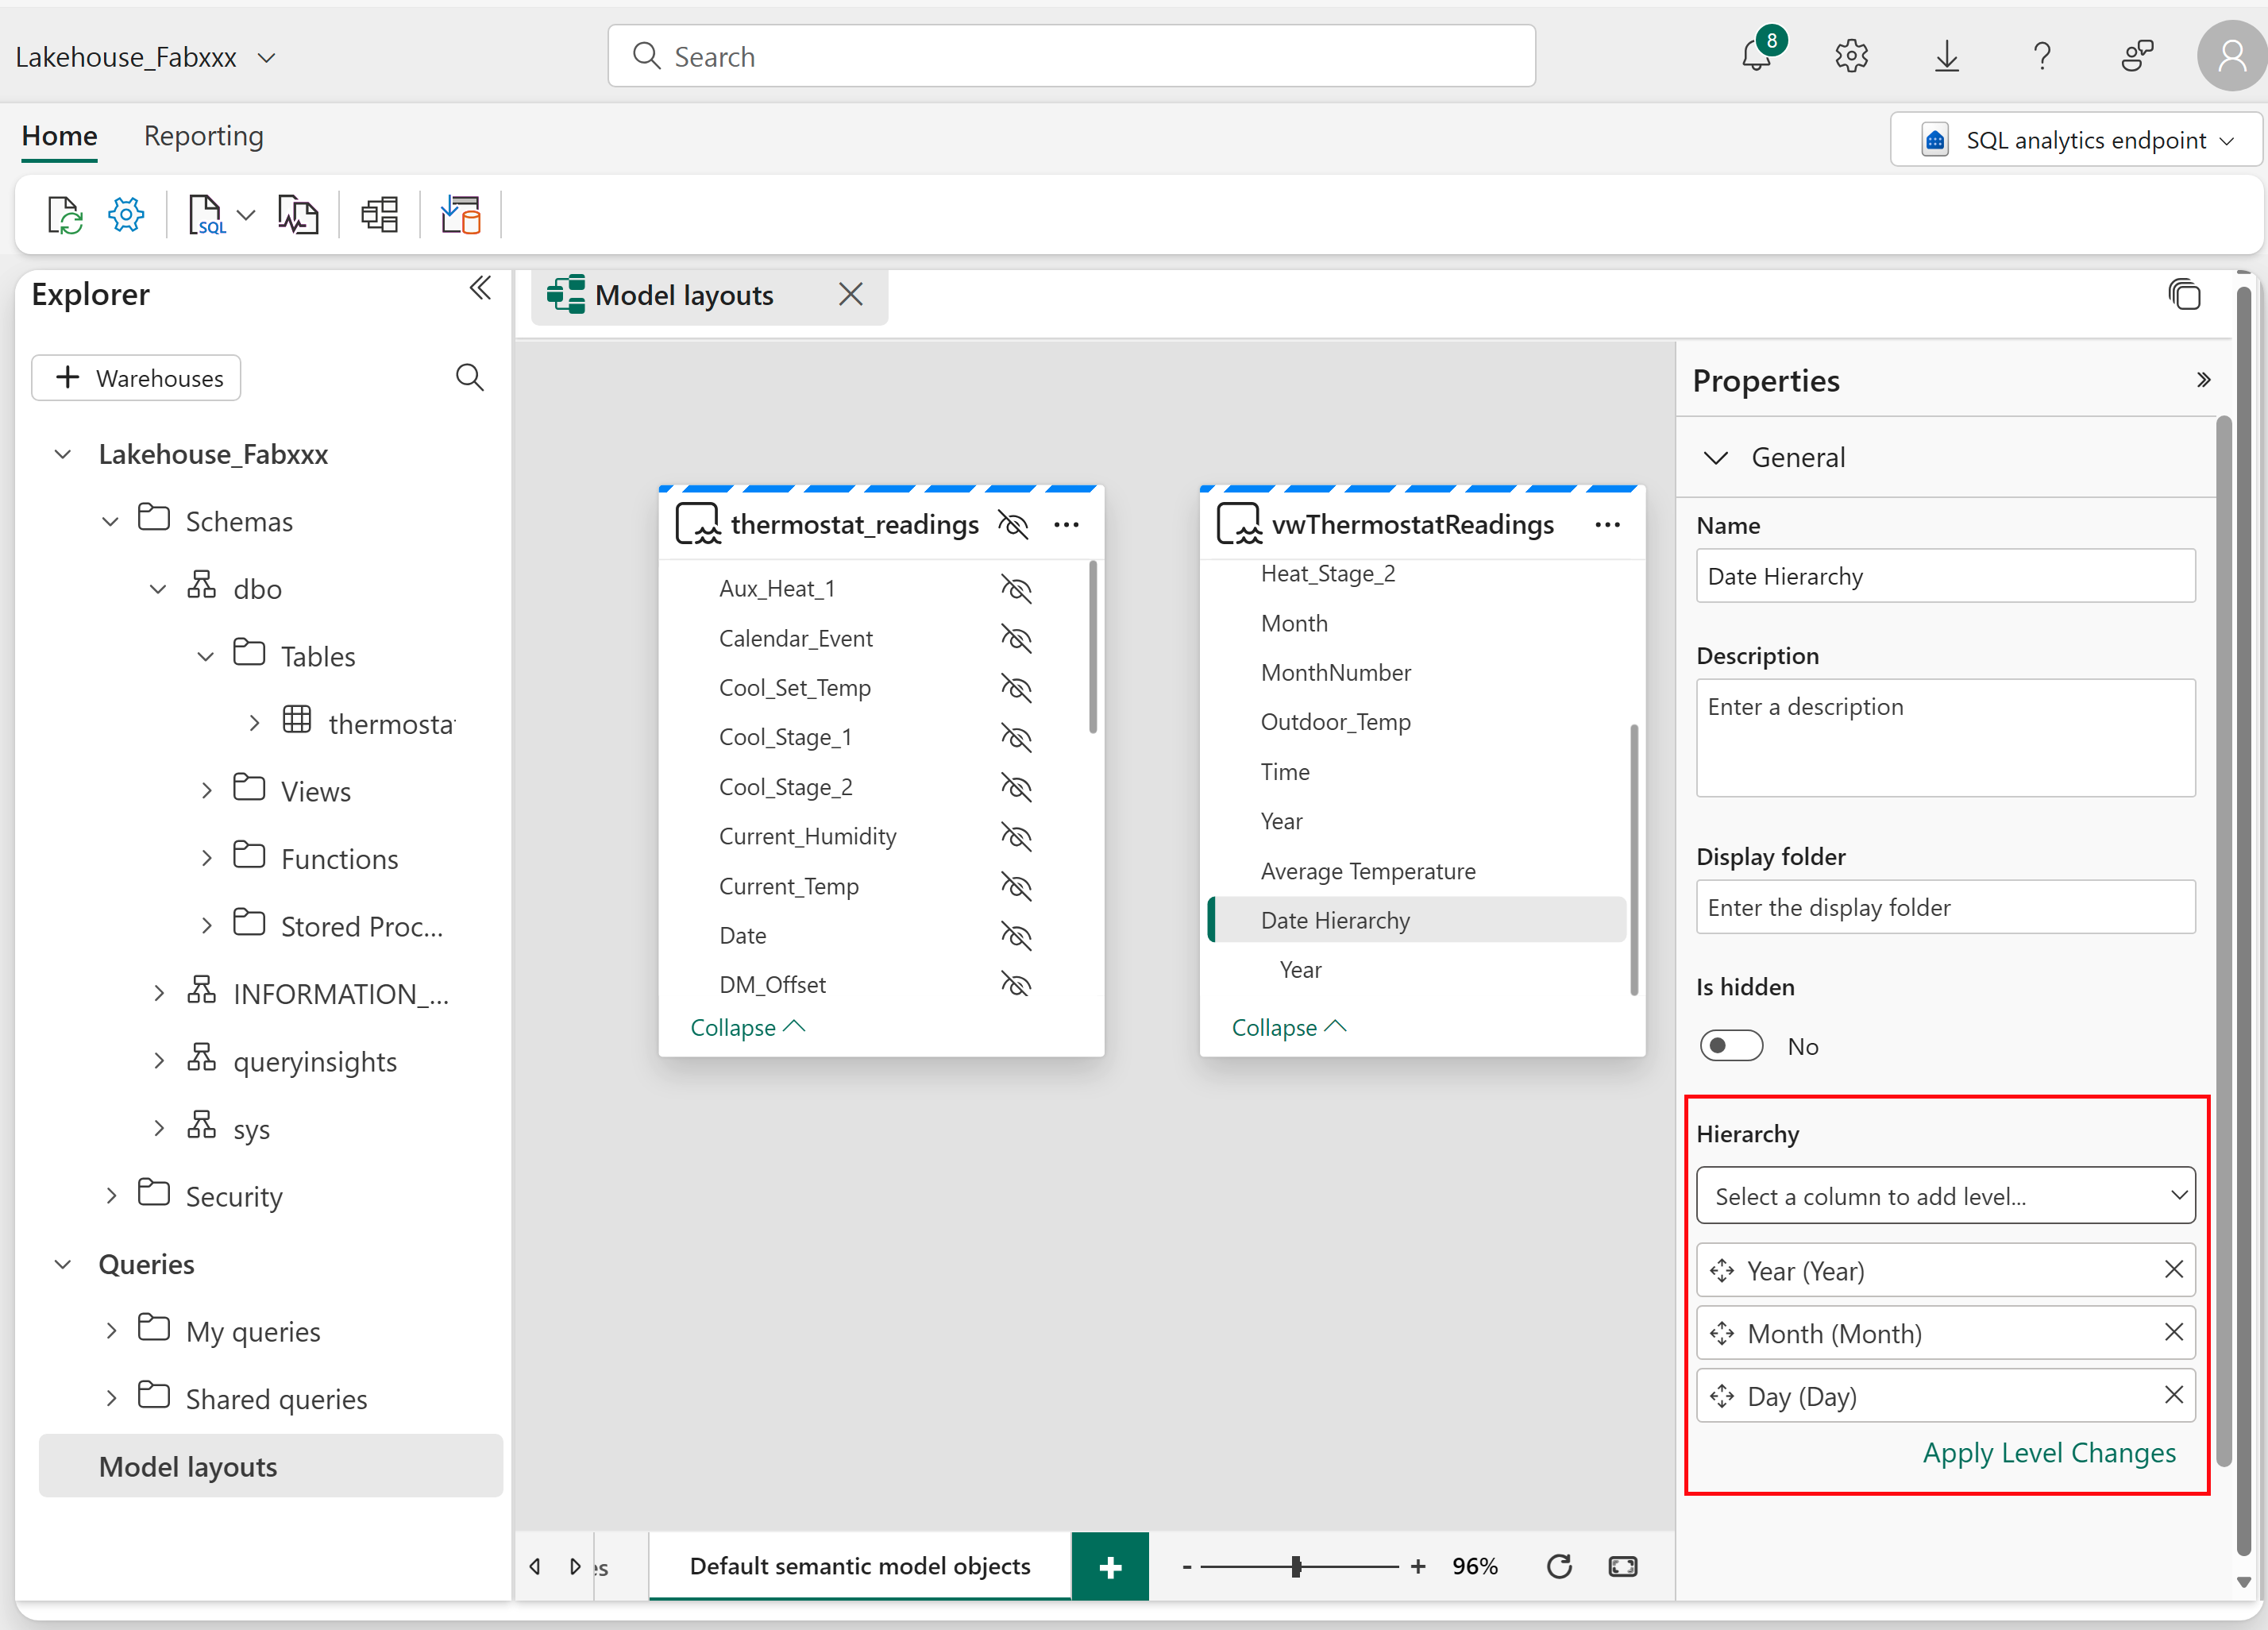 Lakehouse_Fabxxx
Search
8
Home
Reporting
SQL analytics endpoint
SQL
Explorer
Model layouts
Warehouses
Lakehouse_Fabxxx
Schemas
dbo
Tables
thermosta
Views
Functions
Stored Proc...
INFORMATION_...
queryinsights
sys
Security
Queries
My queries
Shared queries
Model layouts
thermostat_readings
Aux_Heat_1
Calendar_Event
Cool_Set_Temp
Cool_Stage_1
Cool_Stage_2
Current_Humidity
Current_Temp
Date
DM_Offset
Collapse
vwThermostatReadings
Heat_Stage_2
Month
MonthNumber
Outdoor_Temp
Time
Year
Average Temperature
Date Hierarchy
Year
Collapse
Properties
General
Name
Date Hierarchy
Description
Enter a description
Display folder
Enter the display folder
Is hidden
No
Hierarchy
Select a column to add level...
Year (Year)
Month (Month)
Day (Day)
Apply Level Changes
Default semantic model objects
- + 96%